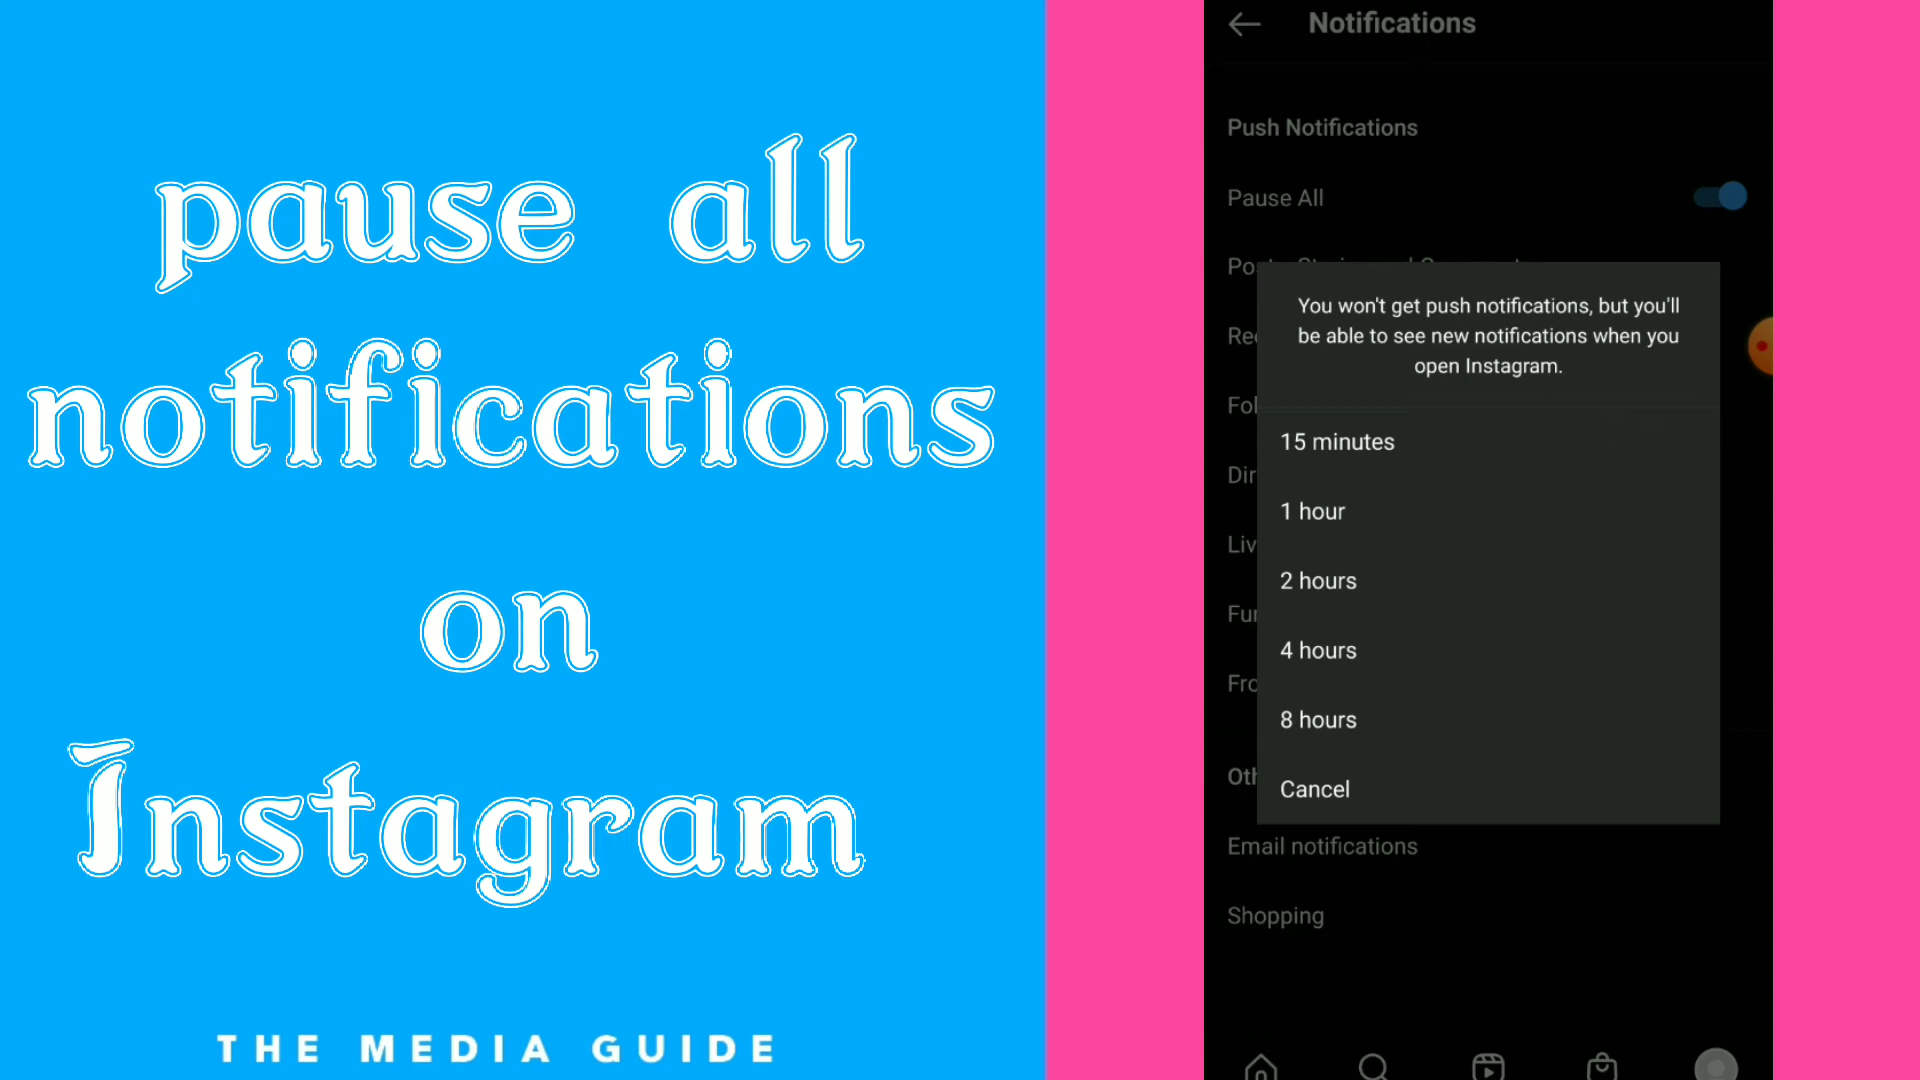 pause all
notifications
on
Instagram
THE MEDIA GUIDE
Notifications
Push Notifications
Pause All
You won't get push notifications, but you'll
be able to see new notifications when you
open Instagram.
15 minutes
1 hour
2 hours
4 hours
8 hours
Cancel
Email notifications
Shopping